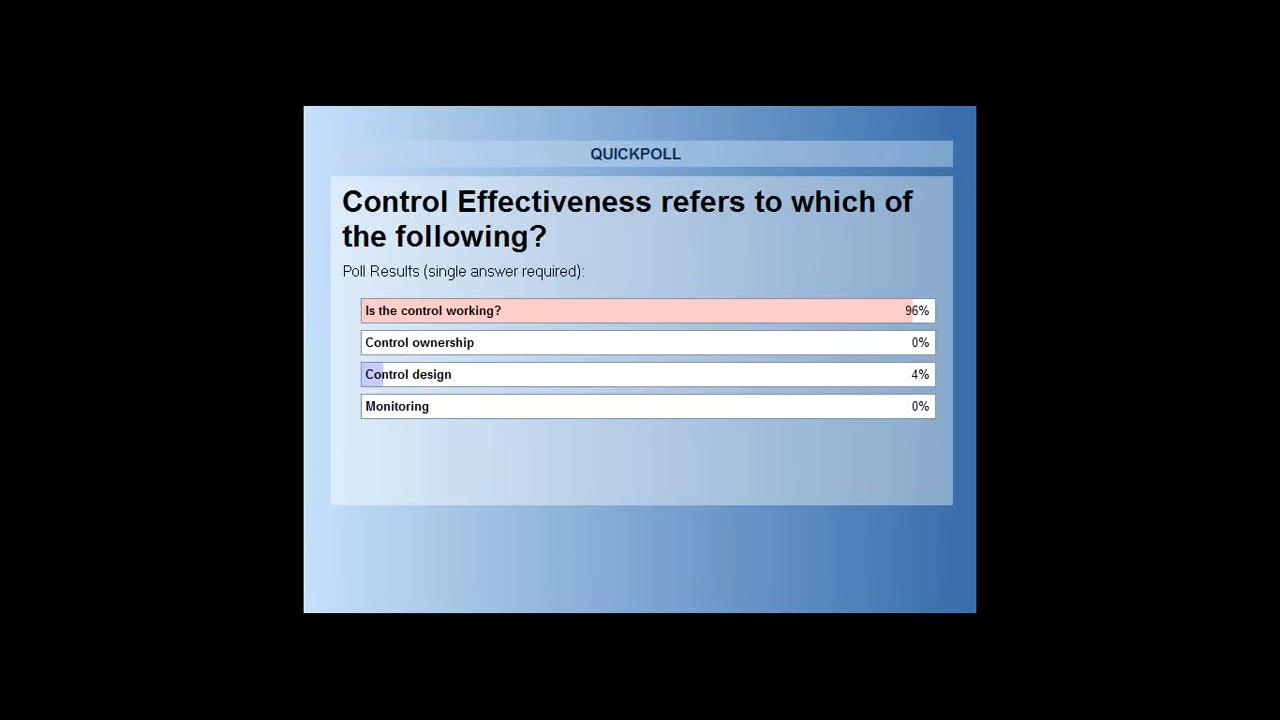 QUICKPOLL
Control Effectiveness refers to which of
the following?
Poll Results (single answer required):
Is the control working? 96%
Control ownership 0%
Control design 4%
Monitoring 0%